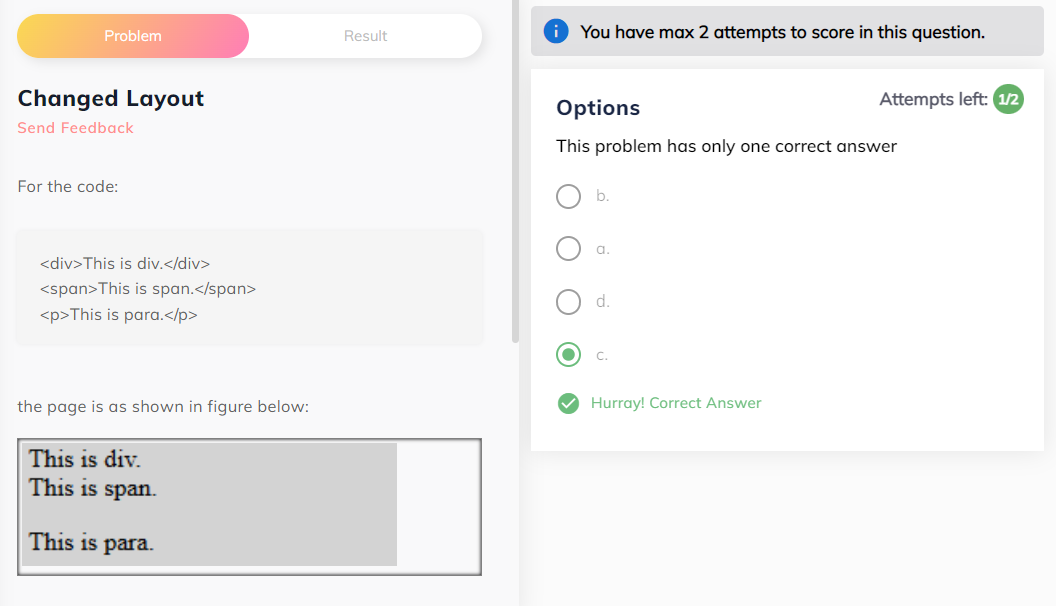 Problem
Result
Changed Layout
Send Feedback
For the code:
<div>This is div.</div>
<span>This is span.</span>
<p>This is para.</p>
the page is as shown in figure below:
This is div.
This is span.
This is para.
You have max 2 attempts to score in this question.
Attempts left: 1/2
Options
This problem has only one correct answer
b.
a.
d.
c.
Hurray! Correct Answer